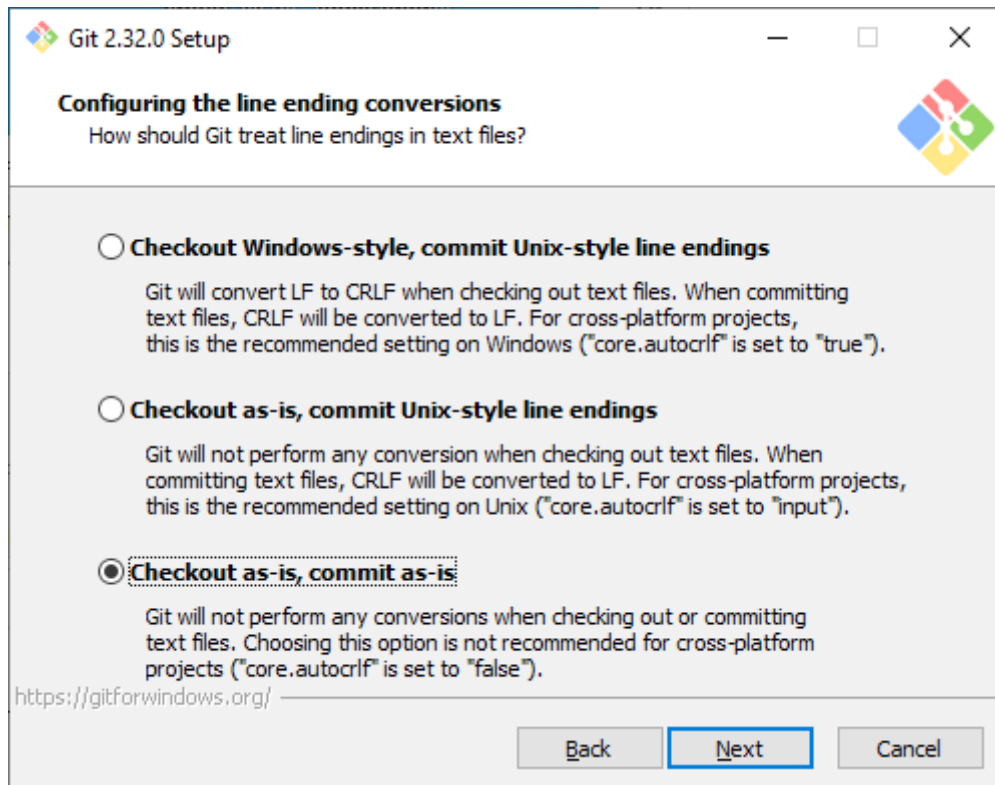 Git 2.32.0 Setup
Configuring the line ending conversions
How should Git treat line endings in text files?
Checkout Windows-style, commit Unix-style line endings
Git will convert LF to CRLF when checking out text files. When committing
text files, CRLF will be converted to LF. For cross-platform projects,
this is the recommended setting on Windows ("core.autocrlf" is set to "true").
Checkout as-is, commit Unix-style line endings
Git will not perform any conversion when checking out text files. When
committing text files, CRLF will be converted to LF. For cross-platform projects,
this is the recommended setting on Unix ("core.autocrlf" is set to "input").
Checkout as-is, commit as-is
Git will not perform any conversions when checking out or committing
text files. Choosing this option is not recommended for cross-platform
projects ("core.autocrlf" is set to "false").
https://gitforwindows.org/
Back
Next
Cancel